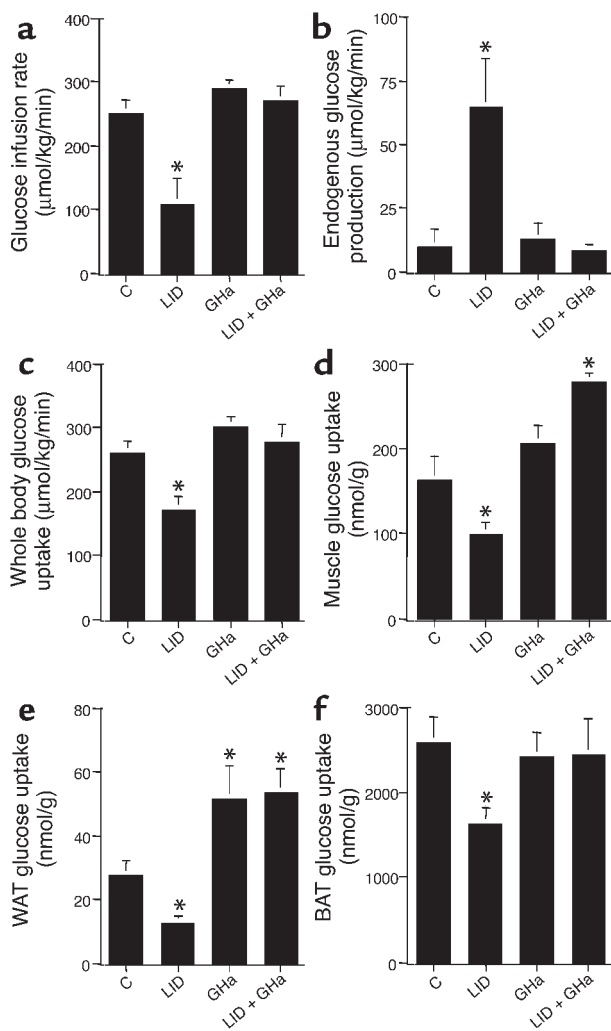 a
Glucose infusion rate
(μmol/kg/min)
400
300
200
100
0
*
C
LID
GHa
LID + GHa
b
Endogenous glucose
production (μmol/kg/min)
100
75
50
25
0
*
C
LID
GHa
LID + GHa
c
Whole body glucose
uptake (μmol/kg/min)
400
300
200
100
0
*
C
LID
GHa
LID + GHa
d
Muscle glucose uptake
(nmol/g)
300
200
100
0
*
*
C
LID
GHa
LID + GHa
e
WAT glucose uptake
(nmol/g)
80
60
40
20
0
*
*
*
C
LID
GHa
LID + GHa
f
BAT glucose uptake
(nmol/g)
3000
2000
1000
0
*
C
LID
GHa
LID + GHa